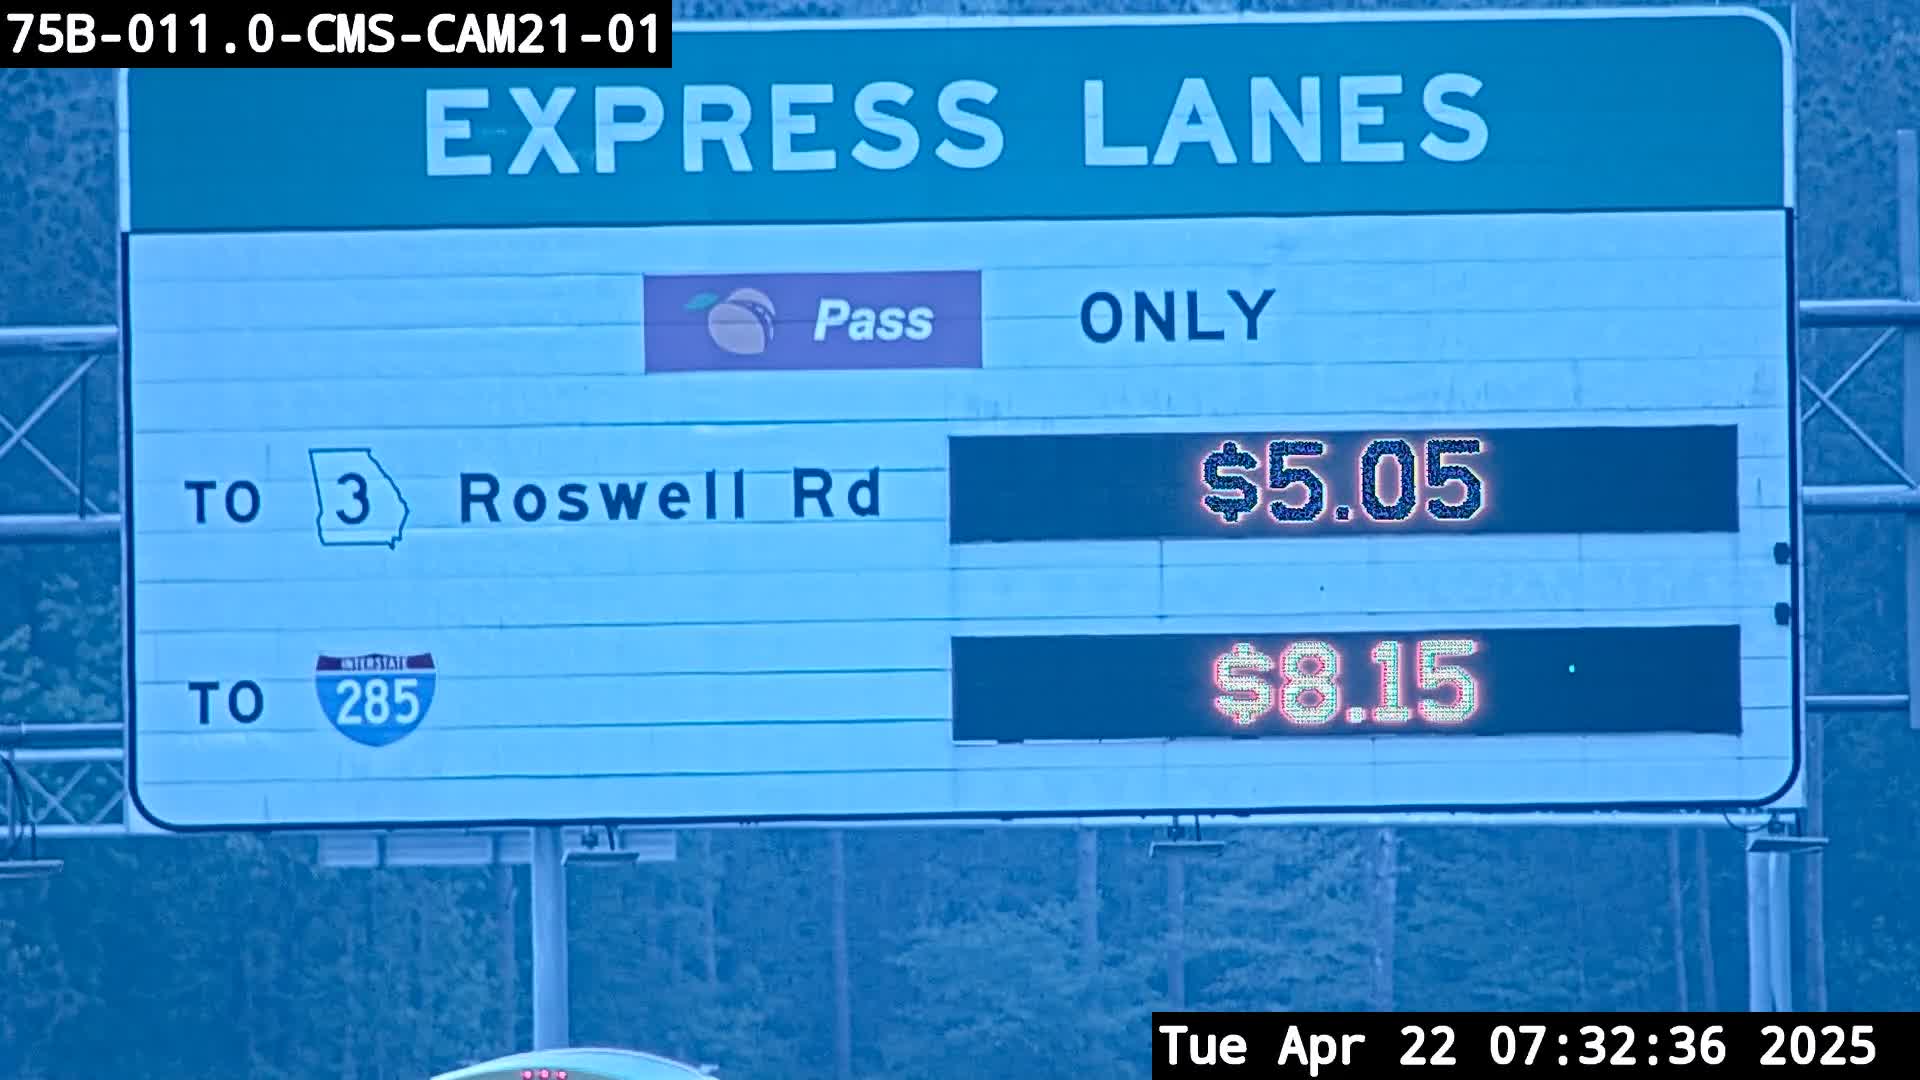 75B-011.0-CMS-CAM21-01
EXPRESS LANES
Pass ONLY
TO 3 Roswell Rd $5.05
TO INTERSTATE 285 $8.15
Tue Apr 22 07:32:36 2025